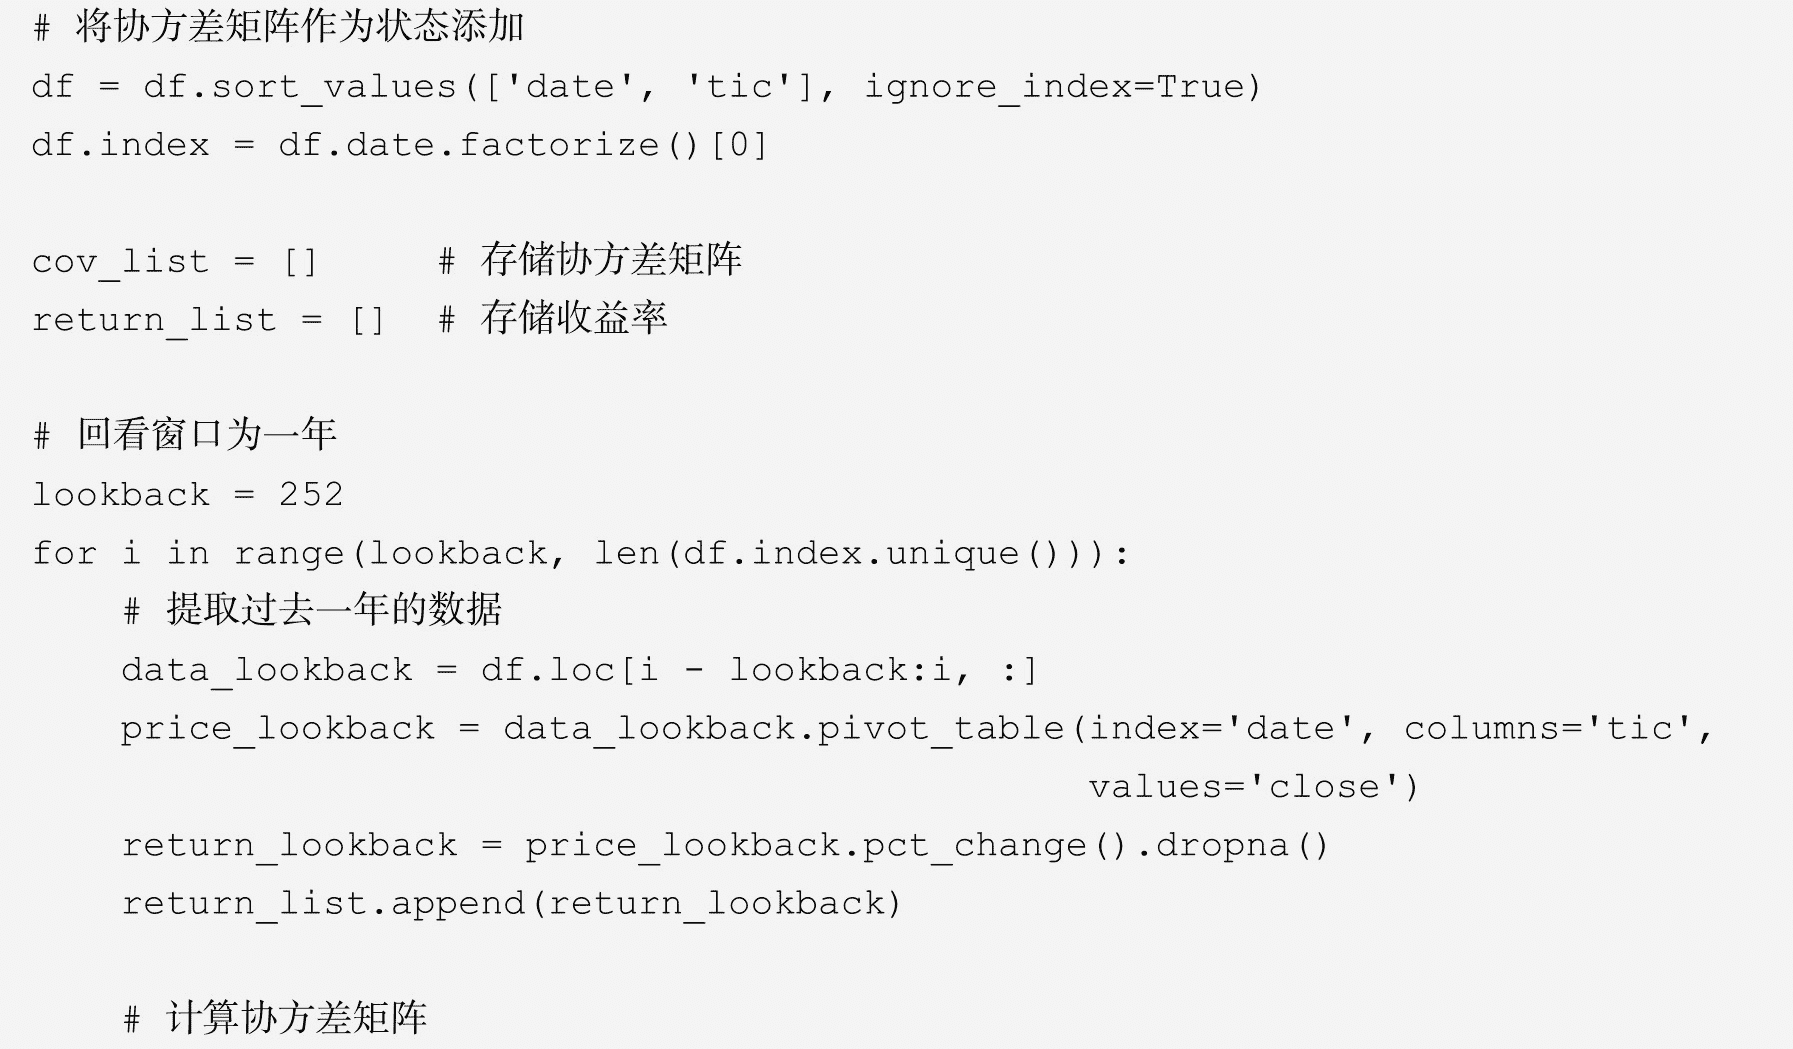 # 将协方差矩阵作为状态添加
df = df.sort_values(['date', 'tic'], ignore_index=True)
df.index = df.date.factorize()[0]
cov_list = []     # 存储协方差矩阵
return_list = []  # 存储收益率
# 回看窗口为一年
lookback = 252
for i in range(lookback, len(df.index.unique())):
    # 提取过去一年的数据
    data_lookback = df.loc[i - lookback:i, :]
    price_lookback = data_lookback.pivot_table(index='date', columns='tic',
                                               values='close')
    return_lookback = price_lookback.pct_change().dropna()
    return_list.append(return_lookback)
    # 计算协方差矩阵